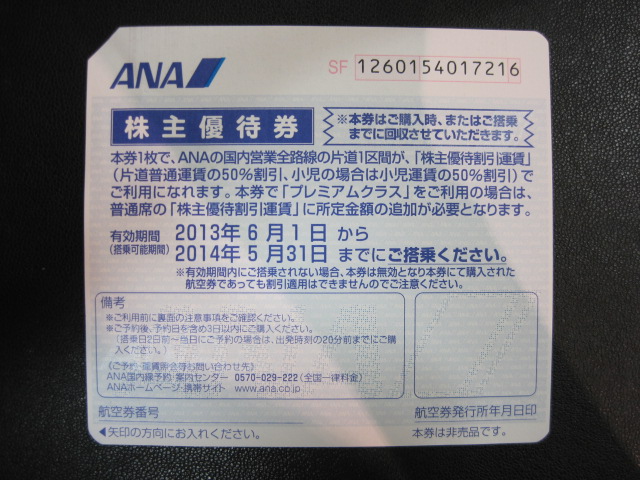 ANA
SF 1260154017216
株主優待券
※本券はご購入時、またはご搭乗
までに回収させていただきます。
本券1枚で、ANAの国内営業全路線の片道1区間が、「株主優待割引運賃」
（片道普通運賃の50%割引、小児の場合は小児運賃の50%割引）で
ご利用になれます。本券で「プレミアムクラス」をご利用の場合は、
普通席の「株主優待割引運賃」に所定金額の追加が必要となります。
有効期間 2013年 6月1日 から
（搭乗可能期間） 2014年 5月31日 までにご搭乗ください。
※有効期間内にご搭乗されない場合、本券は無効となり本券にて購入された
航空券であっても割引適用はできませんのでご注意ください。
備考
※ご利用前に裏面の注意事項をご確認ください。
※ご予約後、予約日を含め3日以内にご購入ください。
（搭乗日2日前〜当日にご予約の場合は、出発時刻の20分前までにご購
入ください。）
〈ご予約・運賃照会等お問い合わせ先〉
ANA国内線予約・案内センター 0570-029-222（全国一律料金）
ANAホームページ・携帯サイト www.ana.co.jp
航空券番号
航空券発行所年月日印
◀矢印の方向にお入れください。
本券は非売品です。